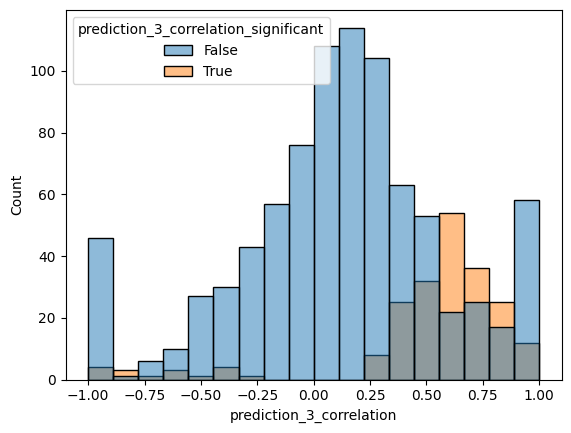 prediction_3_correlation_significant
False
True
100
80
60
40
20
0
Count
−1.00 −0.75 −0.50 −0.25 0.00 0.25 0.50 0.75 1.00
prediction_3_correlation